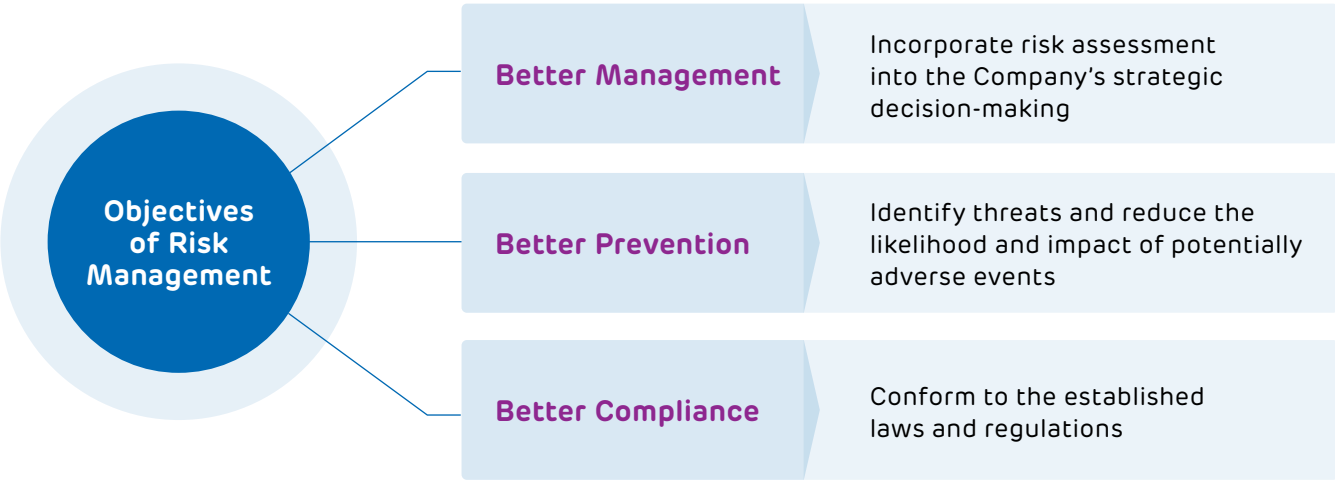 Objectives
of Risk
Management
Better Management
Incorporate risk assessment
into the Company’s strategic
decision-making
Better Prevention
Identify threats and reduce the
likelihood and impact of potentially
adverse events
Better Compliance
Conform to the established
laws and regulations